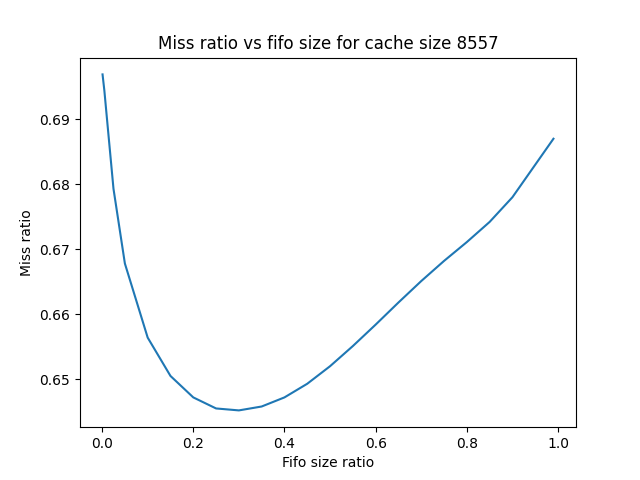 Miss ratio vs fifo size for cache size 8557
0.69
0.68
0.67
0.66
0.65
Miss ratio
0.0 0.2 0.4 0.6 0.8 1.0
Fifo size ratio